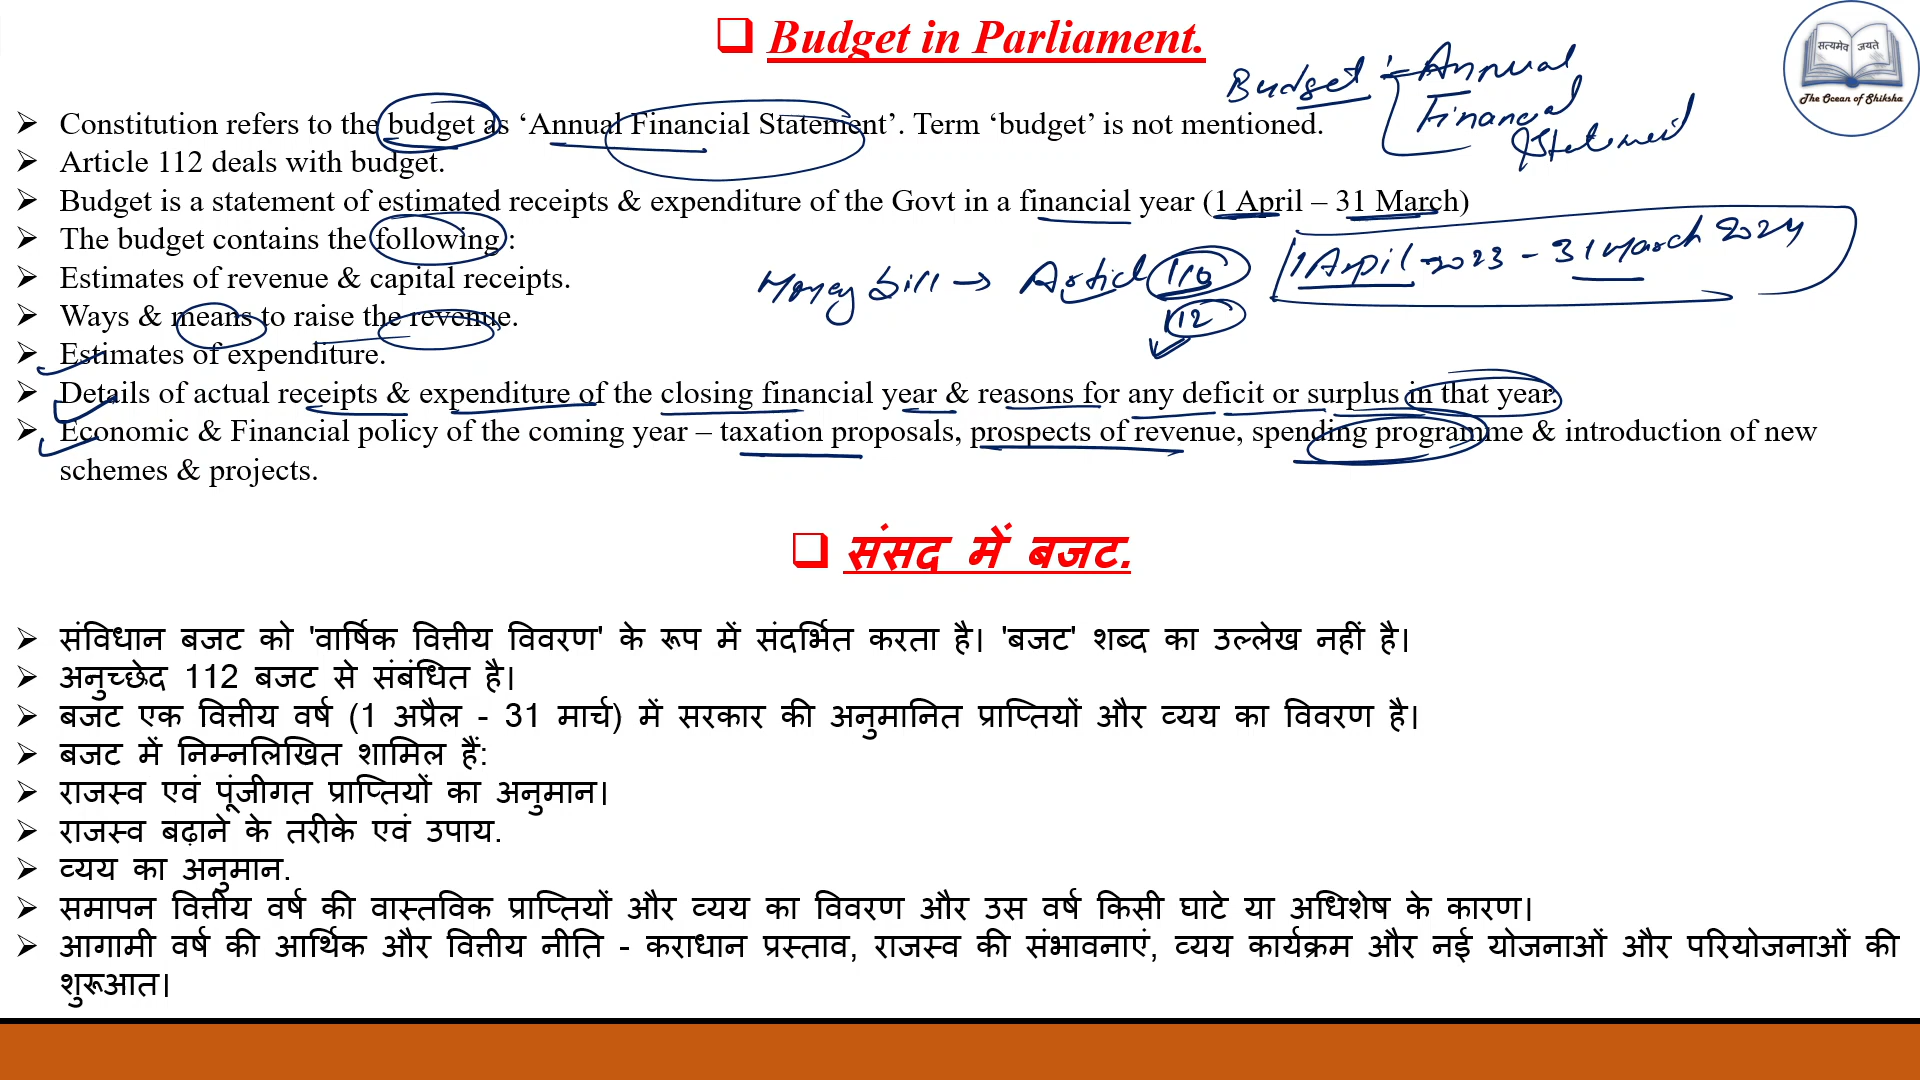 Budget in Parliament.
Budget :- Annual
Financial
Statement
सत्यमेव जयते
The Ocean of Shiksha
Constitution refers to the budget as ‘Annual Financial Statement’. Term ‘budget’ is not mentioned.
Article 112 deals with budget.
Budget is a statement of estimated receipts & expenditure of the Govt in a financial year (1 April – 31 March)
The budget contains the following :
1 April 2023 - 31 March 2024
Estimates of revenue & capital receipts.
Money bill → Article 110
112
Ways & means to raise the revenue.
Estimates of expenditure.
Details of actual receipts & expenditure of the closing financial year & reasons for any deficit or surplus in that year.
Economic & Financial policy of the coming year – taxation proposals, prospects of revenue, spending programme & introduction of new
schemes & projects.
संसद में बजट.
संविधान बजट को 'वार्षिक वित्तीय विवरण' के रूप में संदर्भित करता है। 'बजट' शब्द का उल्लेख नहीं है।
अनुच्छेद 112 बजट से संबंधित है।
बजट एक वित्तीय वर्ष (1 अप्रैल - 31 मार्च) में सरकार की अनुमानित प्राप्तियों और व्यय का विवरण है।
बजट में निम्नलिखित शामिल हैं:
राजस्व एवं पूंजीगत प्राप्तियों का अनुमान।
राजस्व बढ़ाने के तरीके एवं उपाय.
व्यय का अनुमान.
समापन वित्तीय वर्ष की वास्तविक प्राप्तियों और व्यय का विवरण और उस वर्ष किसी घाटे या अधिशेष के कारण।
आगामी वर्ष की आर्थिक और वित्तीय नीति - कराधान प्रस्ताव, राजस्व की संभावनाएं, व्यय कार्यक्रम और नई योजनाओं और परियोजनाओं की
शुरूआत।